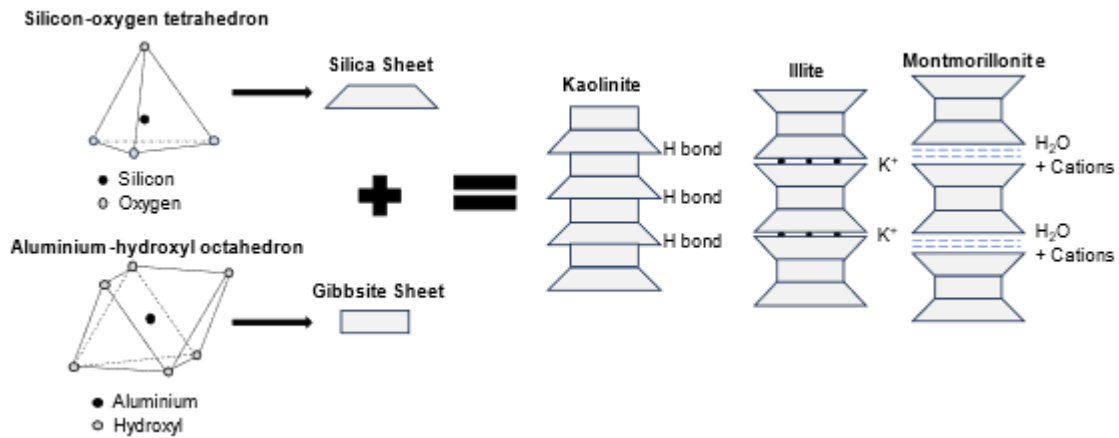 Silicon-oxygen tetrahedron
Silica Sheet
Silicon
Oxygen
Aluminium-hydroxyl octahedron
Gibbsite Sheet
Aluminium
Hydroxyl
Kaolinite
H bond
H bond
H bond
Illite
K⁺
K⁺
Montmorillonite
H₂O
+ Cations
H₂O
+ Cations